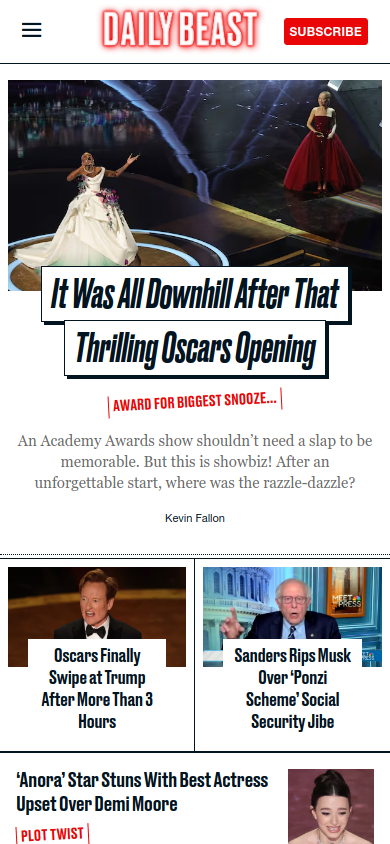 DAILY BEAST
SUBSCRIBE
It Was All Downhill After That
Thrilling Oscars Opening
AWARD FOR BIGGEST SNOOZE...
An Academy Awards show shouldn’t need a slap to be
memorable. But this is showbiz! After an
unforgettable start, where was the razzle-dazzle?
Kevin Fallon
MEET THE
PRESS
Oscars Finally
Swipe at Trump
After More Than 3
Hours
Sanders Rips Musk
Over ‘Ponzi
Scheme’ Social
Security Jibe
‘Anora’ Star Stuns With Best Actress
Upset Over Demi Moore
PLOT TWIST